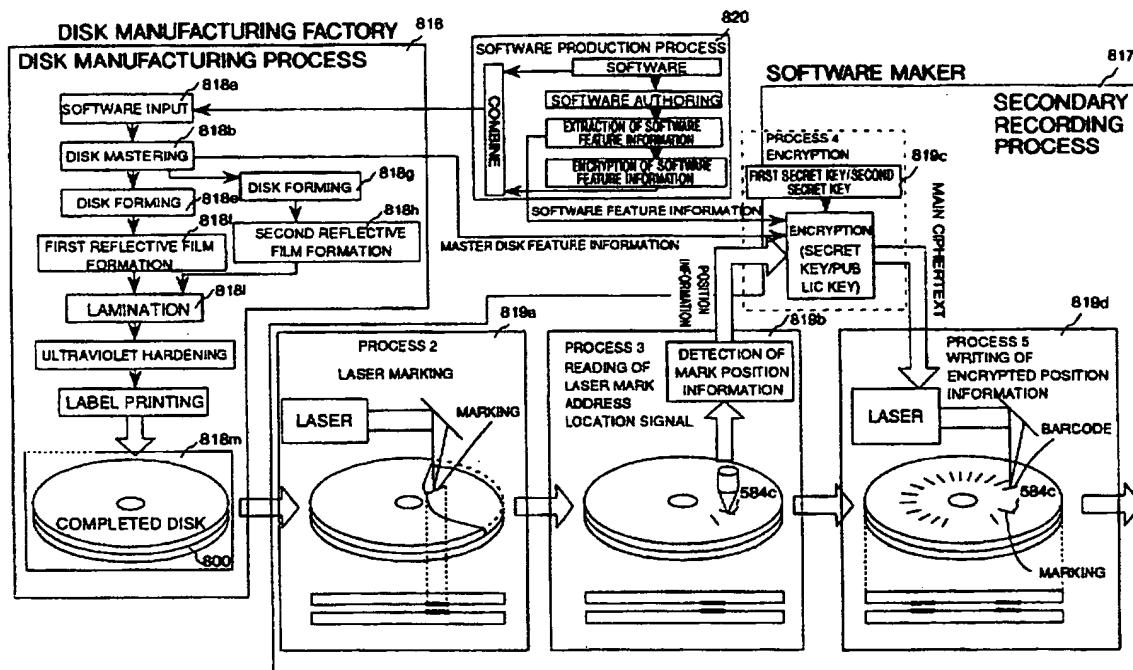 DISK MANUFACTURING FACTORY
816
DISK MANUFACTURING PROCESS
818a
SOFTWARE INPUT
818b
DISK MASTERING
DISK FORMING
818e
818g
DISK FORMING
818f
FIRST REFLECTIVE FILM
FORMATION
818h
SECOND REFLECTIVE
FILM FORMATION
818i
LAMINATION
ULTRAVIOLET HARDENING
LABEL PRINTING
818m
COMPLETED DISK
800
820
SOFTWARE PRODUCTION PROCESS
SOFTWARE
COMBINE
SOFTWARE AUTHORING
EXTRACTION OF SOFTWARE
FEATURE INFORMATION
ENCRYPTION OF SOFTWARE
FEATURE INFORMATION
SOFTWARE FEATURE INFORMATION
MASTER DISK FEATURE INFORMATION
817
SOFTWARE MAKER
SECONDARY
RECORDING
PROCESS
PROCESS 4
ENCRYPTION
819c
FIRST SECRET KEY/SECOND
SECRET KEY
ENCRYPTION
(SECRET
KEY/PUB
LIC KEY)
MAIN CIPHERTEXT
POSITION
INFORMATION
819a
PROCESS 2
LASER MARKING
LASER
MARKING
819b
PROCESS 3
READING OF
LASER MARK
ADDRESS
LOCATION SIGNAL
DETECTION OF
MARK POSITION
INFORMATION
584c
819d
PROCESS 5
WRITING OF
ENCRYPTED POSITION
INFORMATION
LASER
BARCODE
584c
MARKING